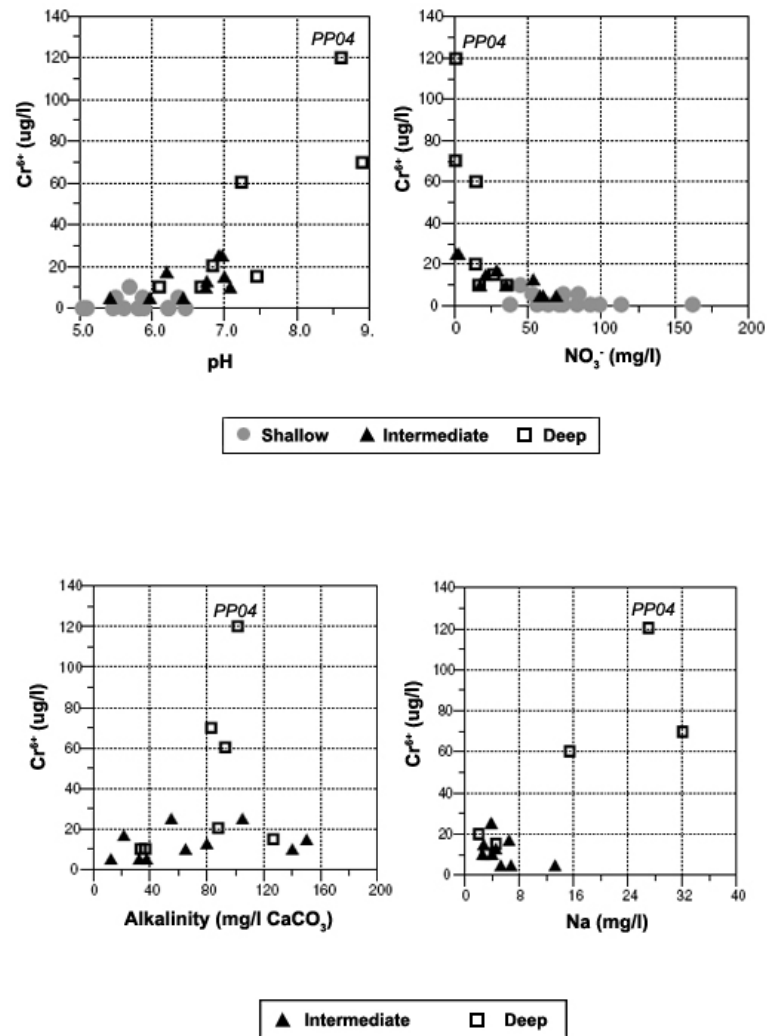 140
120
100
80
60
40
20
0
Cr⁶⁺ (ug/l)
PP04
5.0 6.0 7.0 8.0 9.
pH
140
120
100
80
60
40
20
0
Cr⁶⁺ (ug/l)
PP04
0 50 100 150 200
NO₃⁻ (mg/l)
Shallow Intermediate Deep
140
120
100
80
60
40
20
0
Cr⁶⁺ (ug/l)
PP04
0 40 80 120 160 200
Alkalinity (mg/l CaCO₃)
140
120
100
80
60
40
20
0
Cr⁶⁺ (ug/l)
PP04
0 8 16 24 32 40
Na (mg/l)
Intermediate Deep